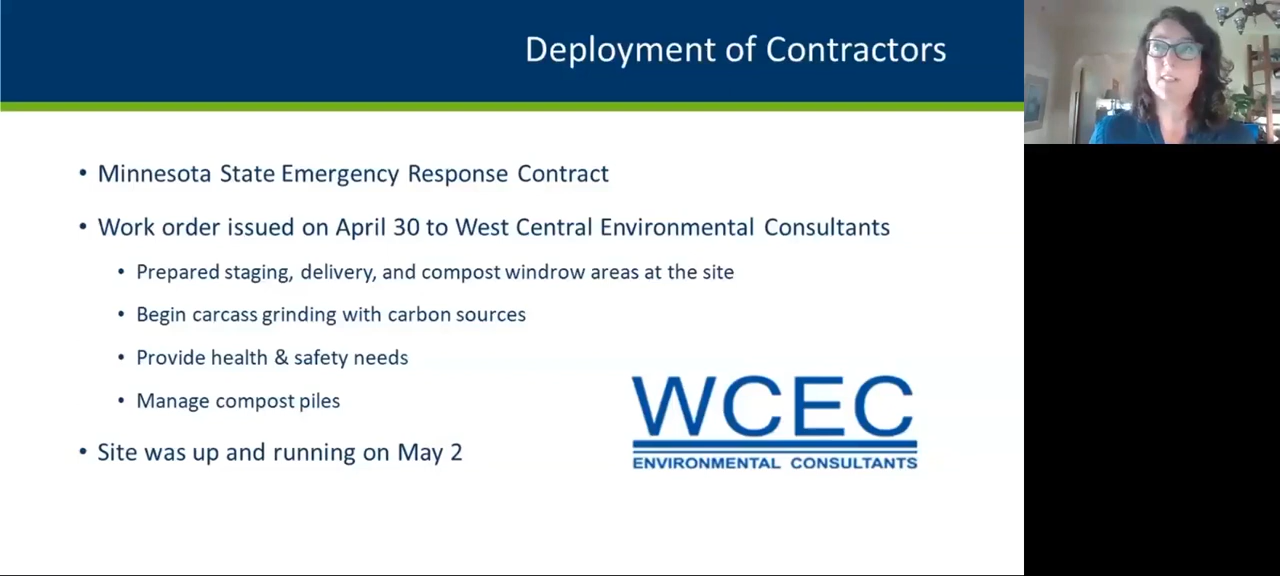 Deployment of Contractors
• Minnesota State Emergency Response Contract
• Work order issued on April 30 to West Central Environmental Consultants
• Prepared staging, delivery, and compost windrow areas at the site
• Begin carcass grinding with carbon sources
• Provide health & safety needs
• Manage compost piles
• Site was up and running on May 2
WCEC
ENVIRONMENTAL CONSULTANTS